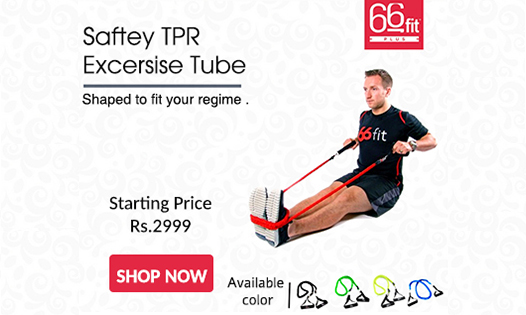 Saftey TPR
Excersise Tube
Shaped to fit your regime .
66fit
PLUS
66fit
Starting Price
Rs.2999
SHOP NOW
Available
color